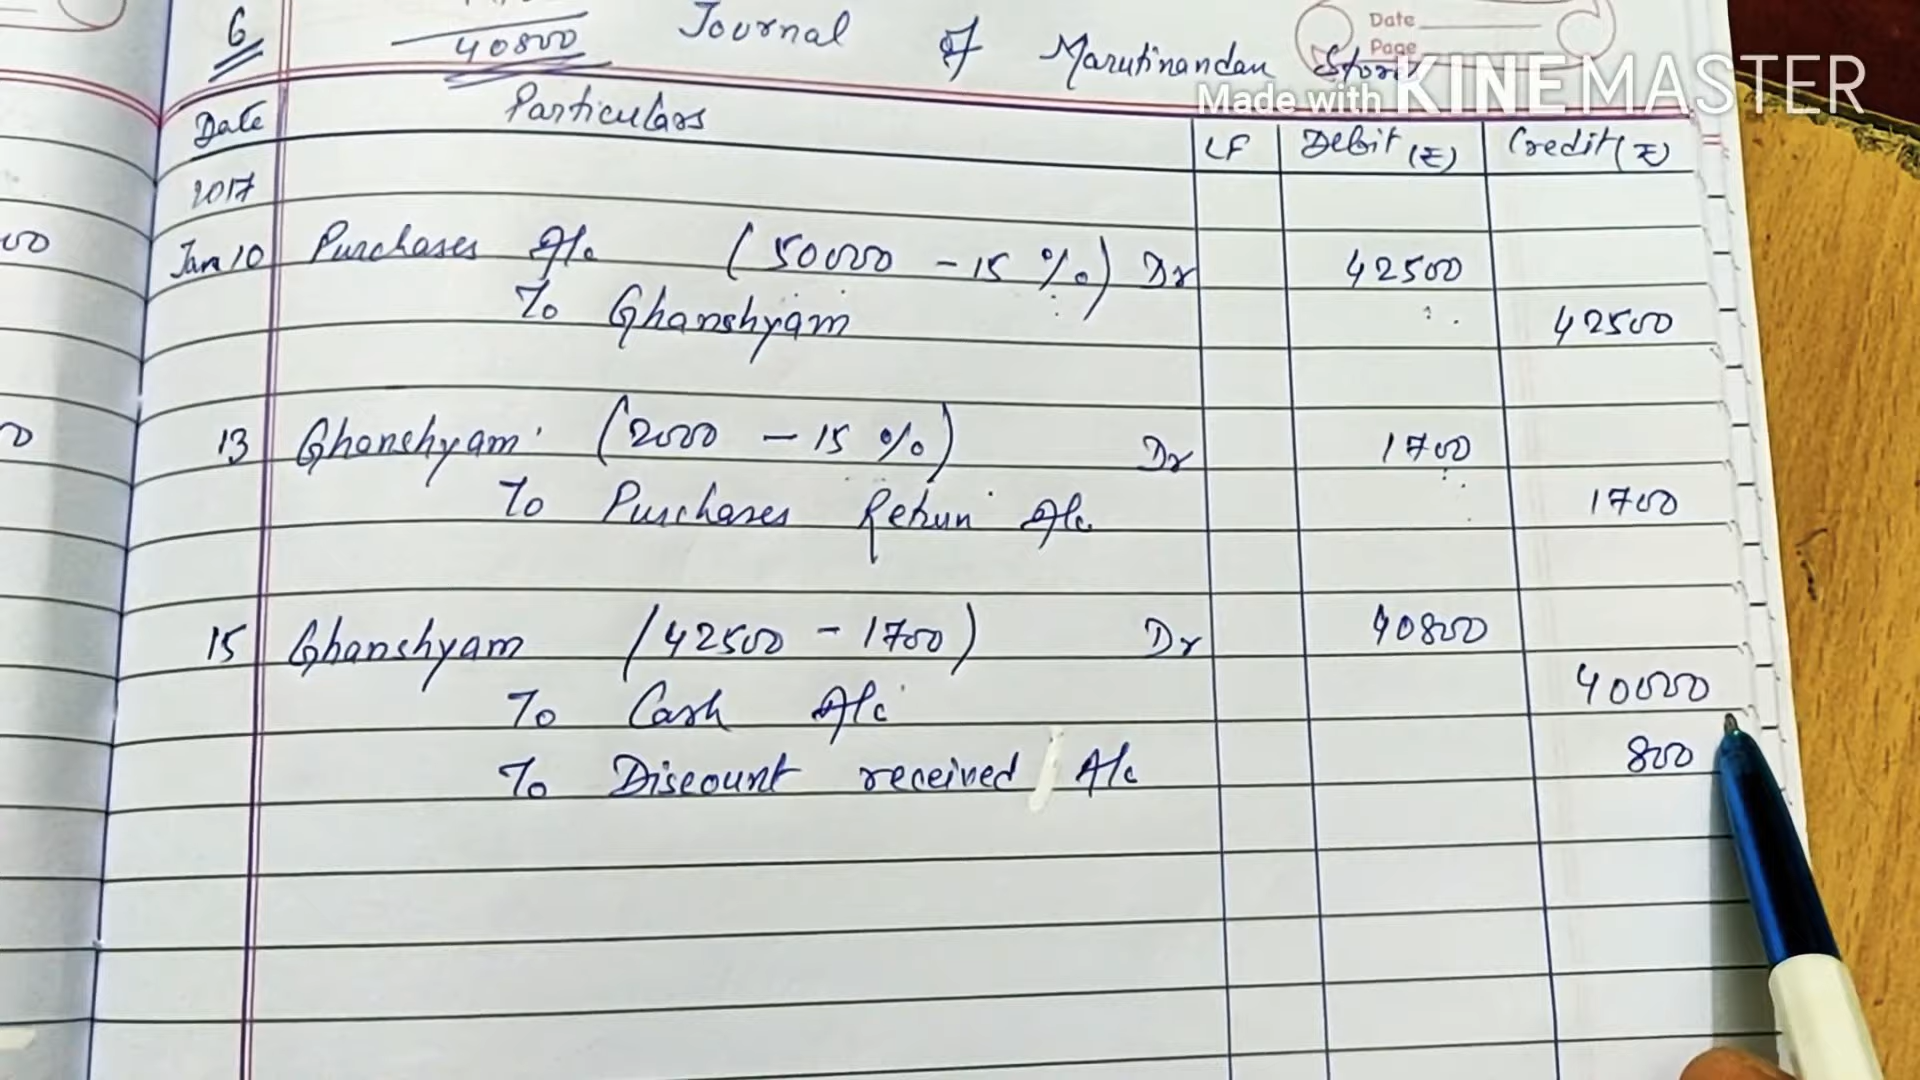 6
40800
Journal of Marutinandan Store
Date
Page
Made with KINEMASTER
Date Particulars LF Debit (₹) Credit (₹)
2017
Jan 10 Purchases A/c (50000 - 15 %) Dr 42500
To Ghanshyam 42500
13 Ghanshyam (2000 - 15 %) Dr 1700
To Purchases Return A/c 1700
15 Ghanshyam (42500 - 1700) Dr 40800
To Cash A/c 40000
To Discount received A/c 800